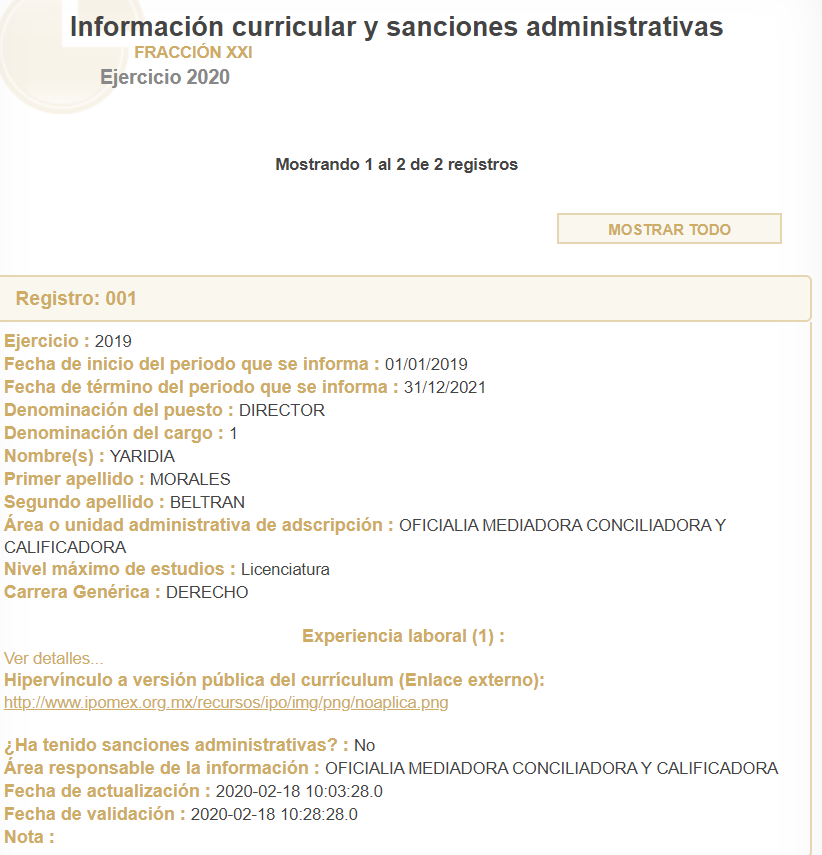 Información curricular y sanciones administrativas
FRACCIÓN XXI
Ejercicio 2020
Mostrando 1 al 2 de 2 registros
MOSTRAR TODO
Registro: 001
Ejercicio : 2019
Fecha de inicio del periodo que se informa : 01/01/2019
Fecha de término del periodo que se informa : 31/12/2021
Denominación del puesto : DIRECTOR
Denominación del cargo : 1
Nombre(s) : YARIDIA
Primer apellido : MORALES
Segundo apellido : BELTRAN
Área o unidad administrativa de adscripción : OFICIALIA MEDIADORA CONCILIADORA Y
CALIFICADORA
Nivel máximo de estudios : Licenciatura
Carrera Genérica : DERECHO
Experiencia laboral (1) :
Ver detalles...
Hipervínculo a versión pública del currículum (Enlace externo):
http://www.ipomex.org.mx/recursos/ipo/img/png/noaplica.png
¿Ha tenido sanciones administrativas? : No
Área responsable de la información : OFICIALIA MEDIADORA CONCILIADORA Y CALIFICADORA
Fecha de actualización : 2020-02-18 10:03:28.0
Fecha de validación : 2020-02-18 10:28:28.0
Nota :